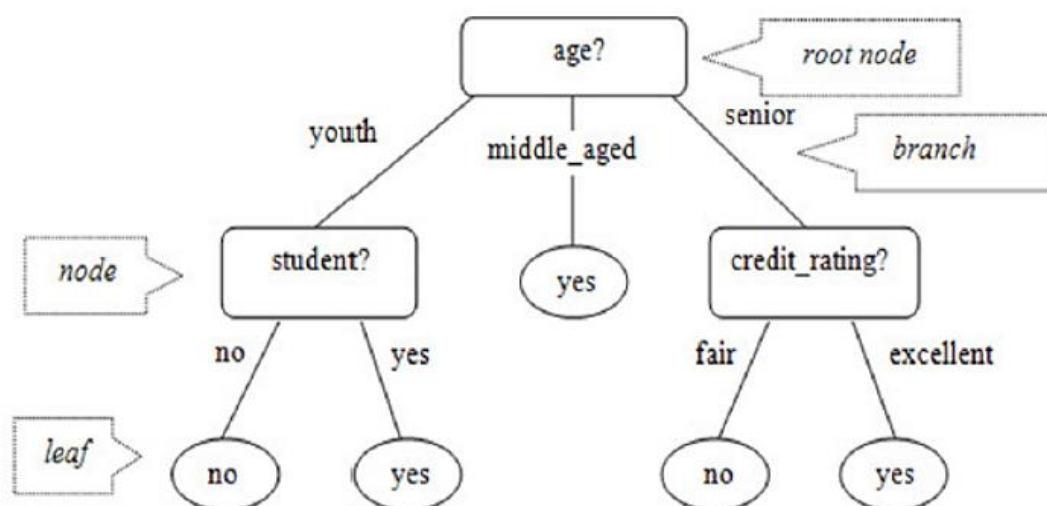 age?
root node
youth
middle_aged
senior
branch
node
student?
yes
credit_rating?
no
yes
fair
excellent
leaf
no
yes
no
yes